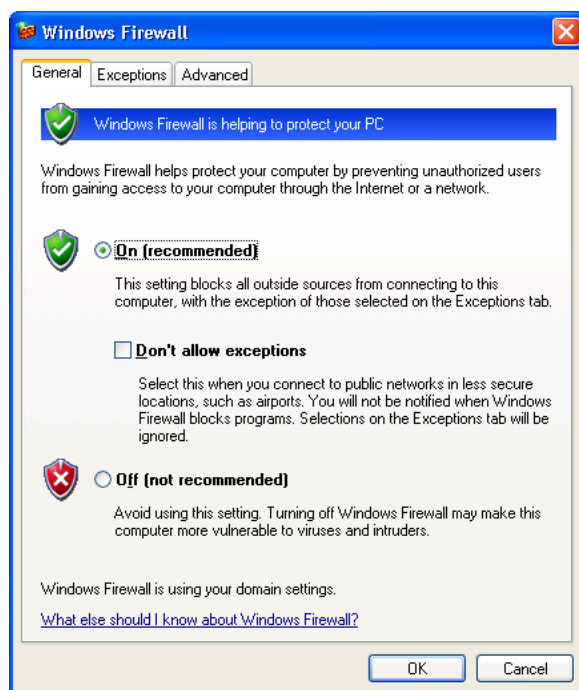 Windows Firewall
General Exceptions Advanced
Windows Firewall is helping to protect your PC
Windows Firewall helps protect your computer by preventing unauthorized users
from gaining access to your computer through the Internet or a network.
On (recommended)
This setting blocks all outside sources from connecting to this
computer, with the exception of those selected on the Exceptions tab.
Don't allow exceptions
Select this when you connect to public networks in less secure
locations, such as airports. You will not be notified when Windows
Firewall blocks programs. Selections on the Exceptions tab will be
ignored.
Off (not recommended)
Avoid using this setting. Turning off Windows Firewall may make this
computer more vulnerable to viruses and intruders.
Windows Firewall is using your domain settings.
What else should I know about Windows Firewall?
OK Cancel